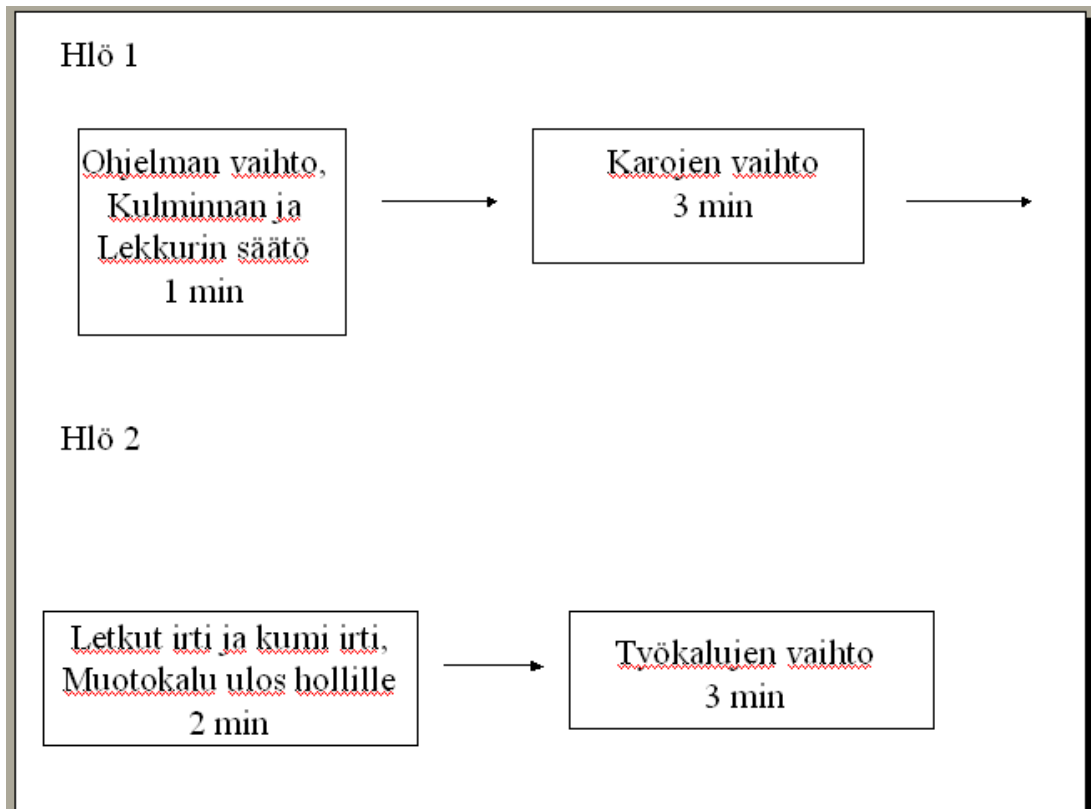 Hlö 1
Ohjelman vaihto,
Kulminnan ja
Lekkurin säätö
1 min
Karojen vaihto
3 min
Hlö 2
Letkut irti ja kumi irti,
Muotokalu ulos hollille
2 min
Työkalujen vaihto
3 min